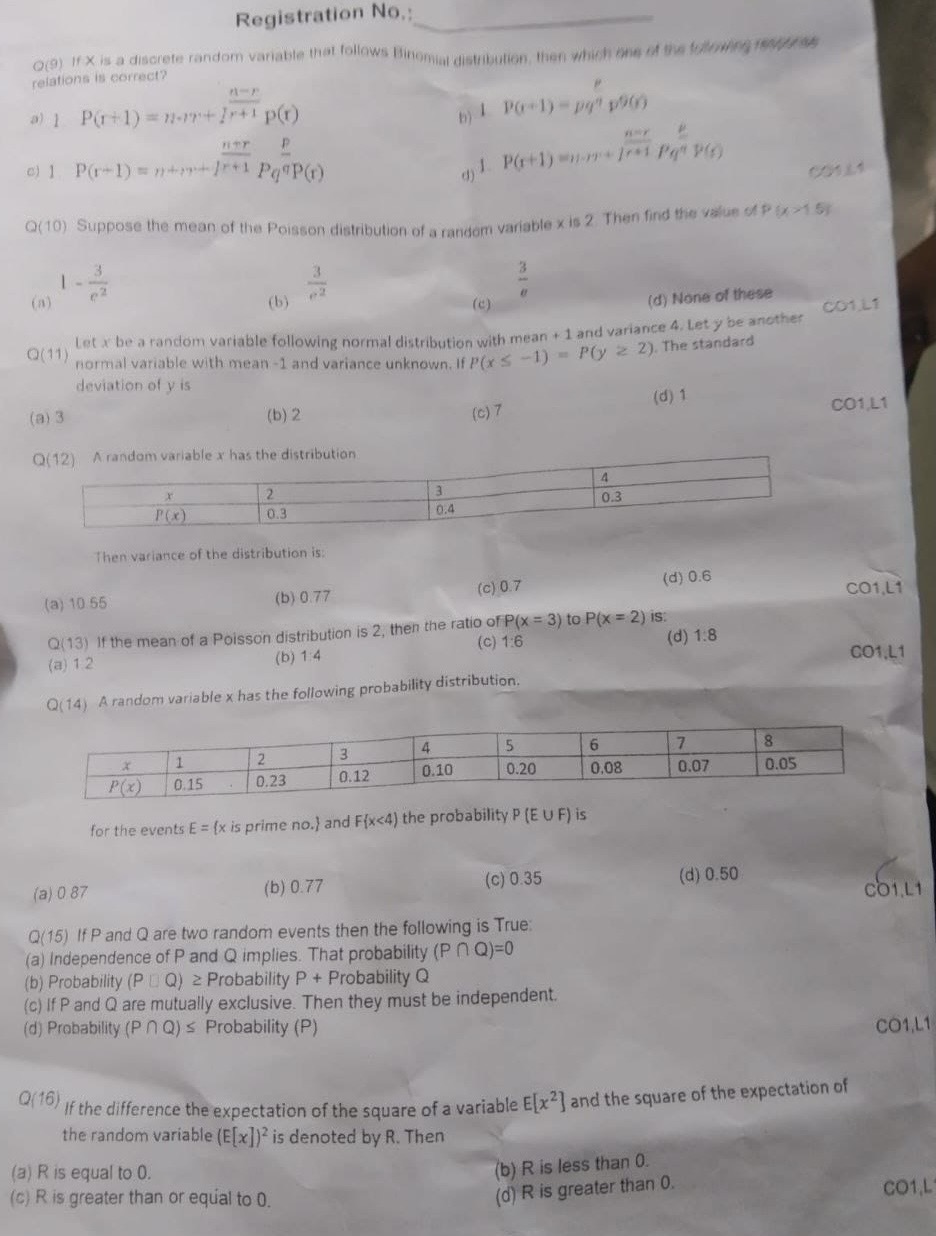 Registration No.:
Q(9) If X is a discrete random variable that follows Binomial distribution, then which one of the following response
relations is correct?
a) 1. P(r+1) = n-rr+1 \frac{n-r}{r+1} p(r)
b) 1. P(r+1) = pq^q \frac{p}{} p9(r)
c) 1. P(r+1) = n+rr+1 \frac{n+r}{r+1} Pq^q \frac{p}{q} P(r)
d) 1. P(r+1) = n-rr+1 \frac{n-r}{r+1} Pq^q \frac{p}{} P(r)
CO1,L1
Q(10) Suppose the mean of the Poisson distribution of a random variable x is 2. Then find the value of P (x >1.5)
(a) 1 - \frac{3}{e^2} (b) \frac{3}{e^2} (c) \frac{3}{e} (d) None of these CO1,L1
Q(11) Let x be a random variable following normal distribution with mean + 1 and variance 4. Let y be another
normal variable with mean -1 and variance unknown. If P(x ≤ −1) = P(y ≥ 2). The standard
deviation of y is
(a) 3 (b) 2 (c) 7 (d) 1 CO1,L1
Q(12) A random variable x has the distribution
x 2 3 4
P(x) 0.3 0.4 0.3
Then variance of the distribution is:
(a) 10.55 (b) 0.77 (c) 0.7 (d) 0.6 CO1,L1
Q(13) If the mean of a Poisson distribution is 2, then the ratio of P(x = 3) to P(x = 2) is:
(a) 1:2 (b) 1:4 (c) 1:6 (d) 1:8 CO1,L1
Q(14) A random variable x has the following probability distribution.
x 1 2 3 4 5 6 7 8
P(x) 0.15 0.23 0.12 0.10 0.20 0.08 0.07 0.05
for the events E = {x is prime no.} and F{x<4) the probability P (E ∪ F) is
(a) 0.87 (b) 0.77 (c) 0.35 (d) 0.50 CO1,L1
Q(15) If P and Q are two random events then the following is True:
(a) Independence of P and Q implies. That probability (P ∩ Q)=0
(b) Probability (P □ Q) ≥ Probability P + Probability Q
(c) If P and Q are mutually exclusive. Then they must be independent.
(d) Probability (P ∩ Q) ≤ Probability (P) CO1,L1
Q(16) If the difference the expectation of the square of a variable E[x²] and the square of the expectation of
the random variable (E[x])² is denoted by R. Then
(a) R is equal to 0. (b) R is less than 0.
(c) R is greater than or equal to 0. (d) R is greater than 0. CO1,L